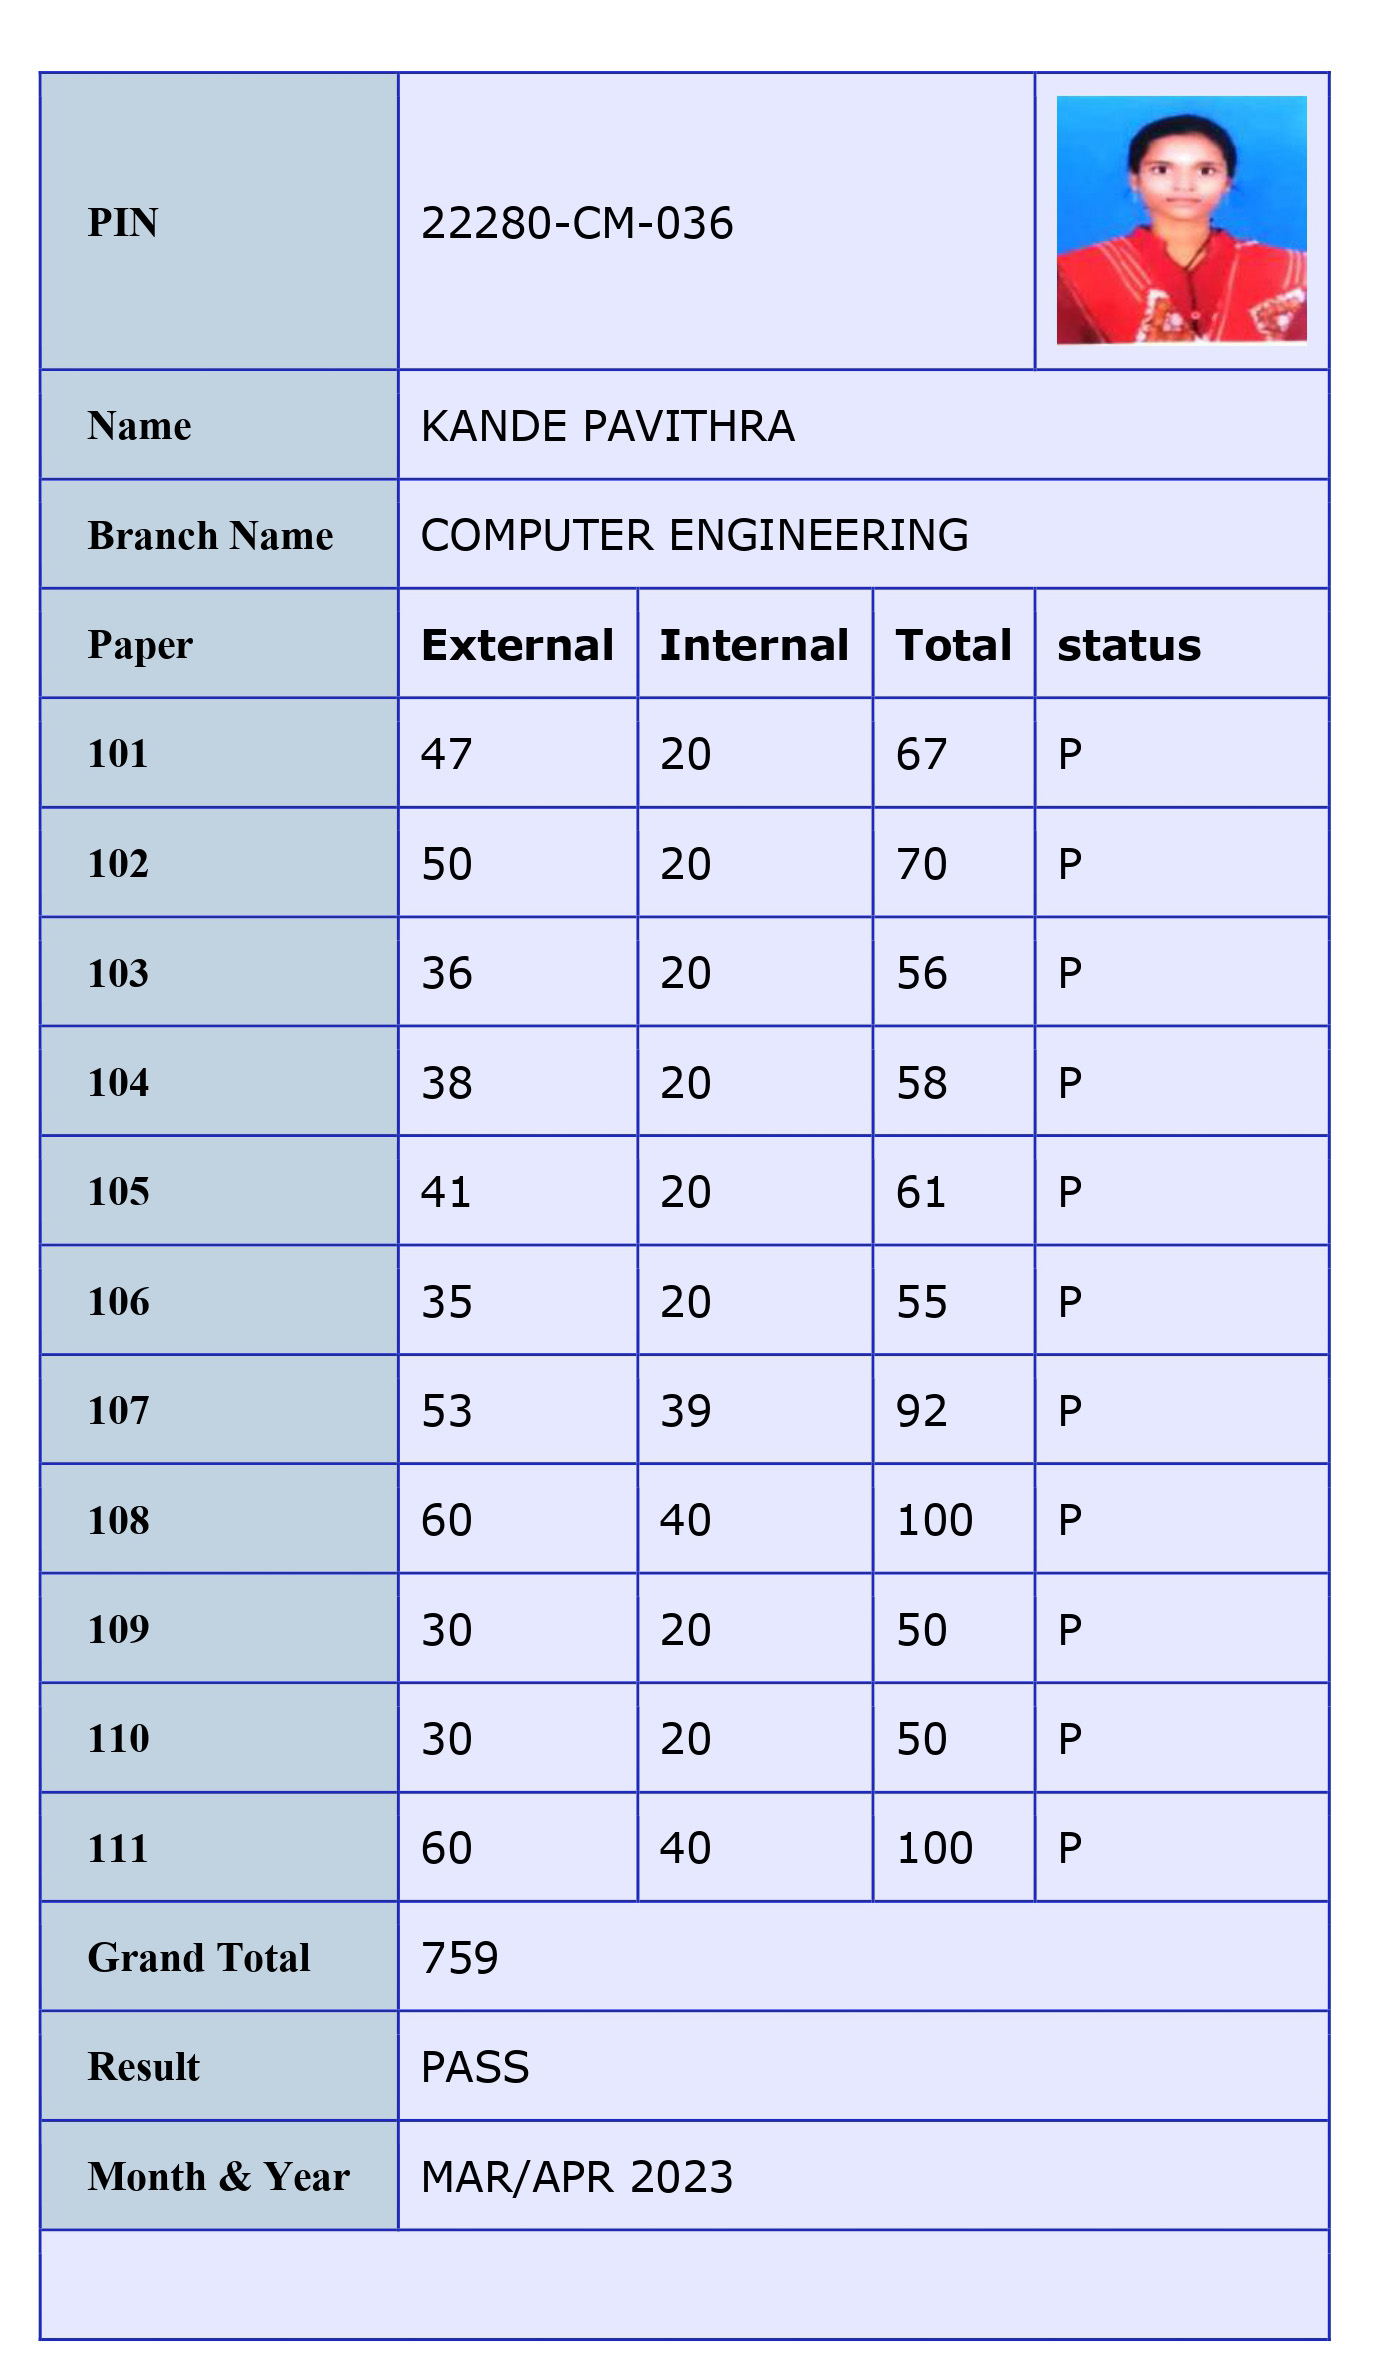 PIN 22280-CM-036
Name KANDE PAVITHRA
Branch Name COMPUTER ENGINEERING
Paper External Internal Total status
101 47 20 67 P
102 50 20 70 P
103 36 20 56 P
104 38 20 58 P
105 41 20 61 P
106 35 20 55 P
107 53 39 92 P
108 60 40 100 P
109 30 20 50 P
110 30 20 50 P
111 60 40 100 P
Grand Total 759
Result PASS
Month & Year MAR/APR 2023